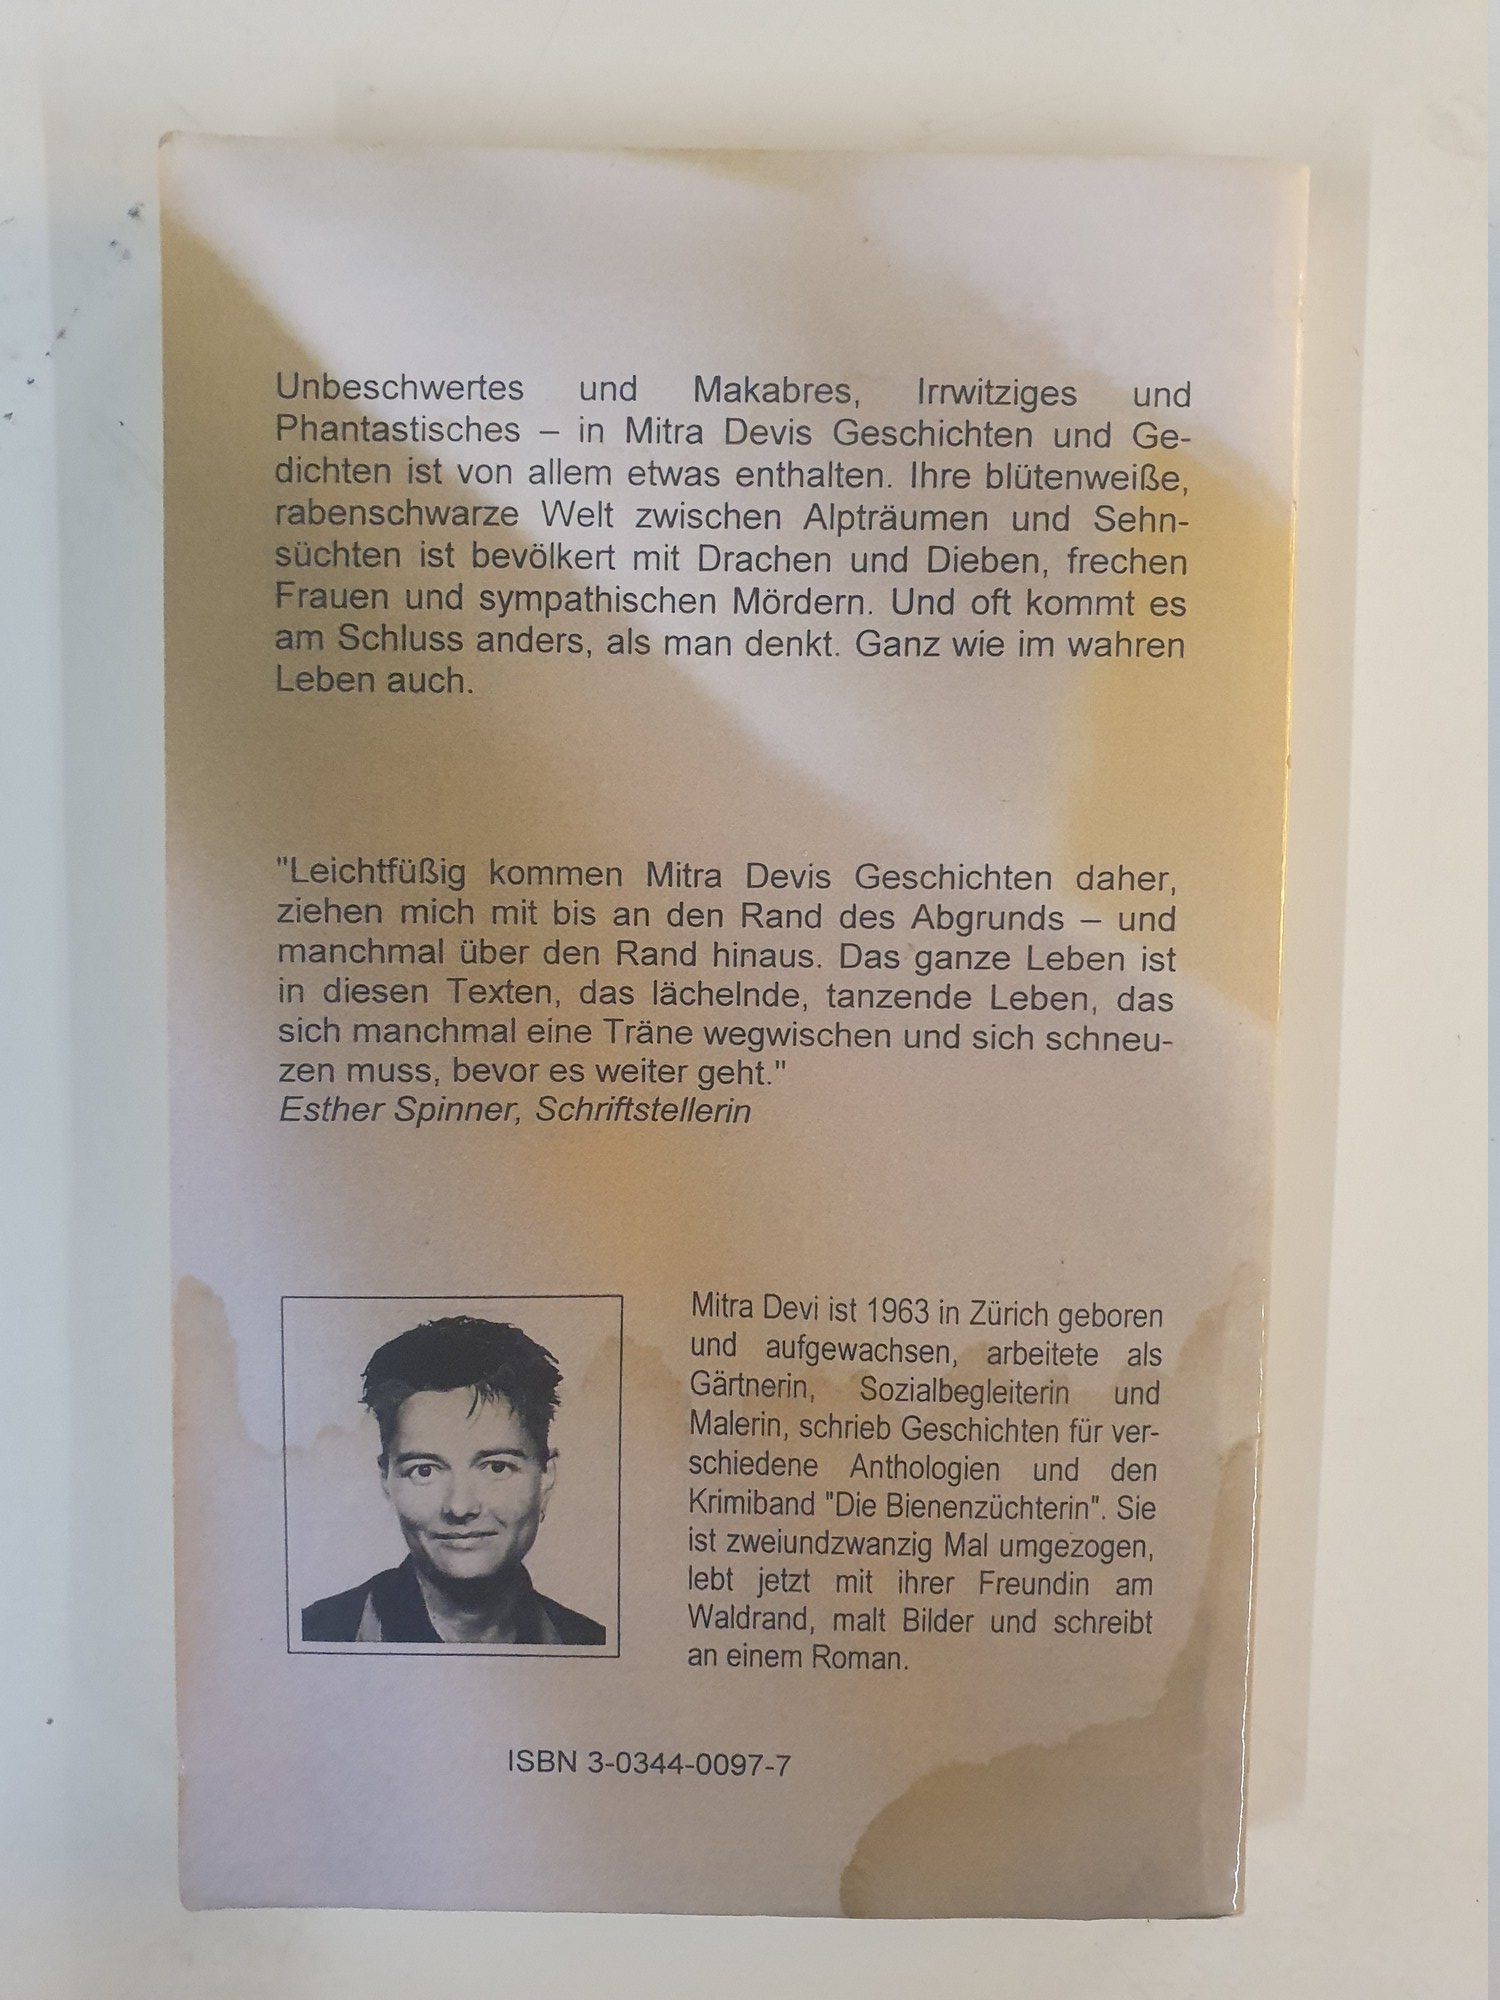 Unbeschwertes und Makabres, Irrwitziges und
Phantastisches – in Mitra Devis Geschichten und Ge-
dichten ist von allem etwas enthalten. Ihre blütenweiße,
rabenschwarze Welt zwischen Alpträumen und Sehn-
süchten ist bevölkert mit Drachen und Dieben, frechen
Frauen und sympathischen Mördern. Und oft kommt es
am Schluss anders, als man denkt. Ganz wie im wahren
Leben auch.
"Leichtfüßig kommen Mitra Devis Geschichten daher,
ziehen mich mit bis an den Rand des Abgrunds – und
manchmal über den Rand hinaus. Das ganze Leben ist
in diesen Texten, das lächelnde, tanzende Leben, das
sich manchmal eine Träne wegwischen und sich schneu-
zen muss, bevor es weiter geht."
Esther Spinner, Schriftstellerin
Mitra Devi ist 1963 in Zürich geboren
und aufgewachsen, arbeitete als
Gärtnerin, Sozialbegleiterin und
Malerin, schrieb Geschichten für ver-
schiedene Anthologien und den
Krimiband "Die Bienenzüchterin". Sie
ist zweiundzwanzig Mal umgezogen,
lebt jetzt mit ihrer Freundin am
Waldrand, malt Bilder und schreibt
an einem Roman.
ISBN 3-0344-0097-7